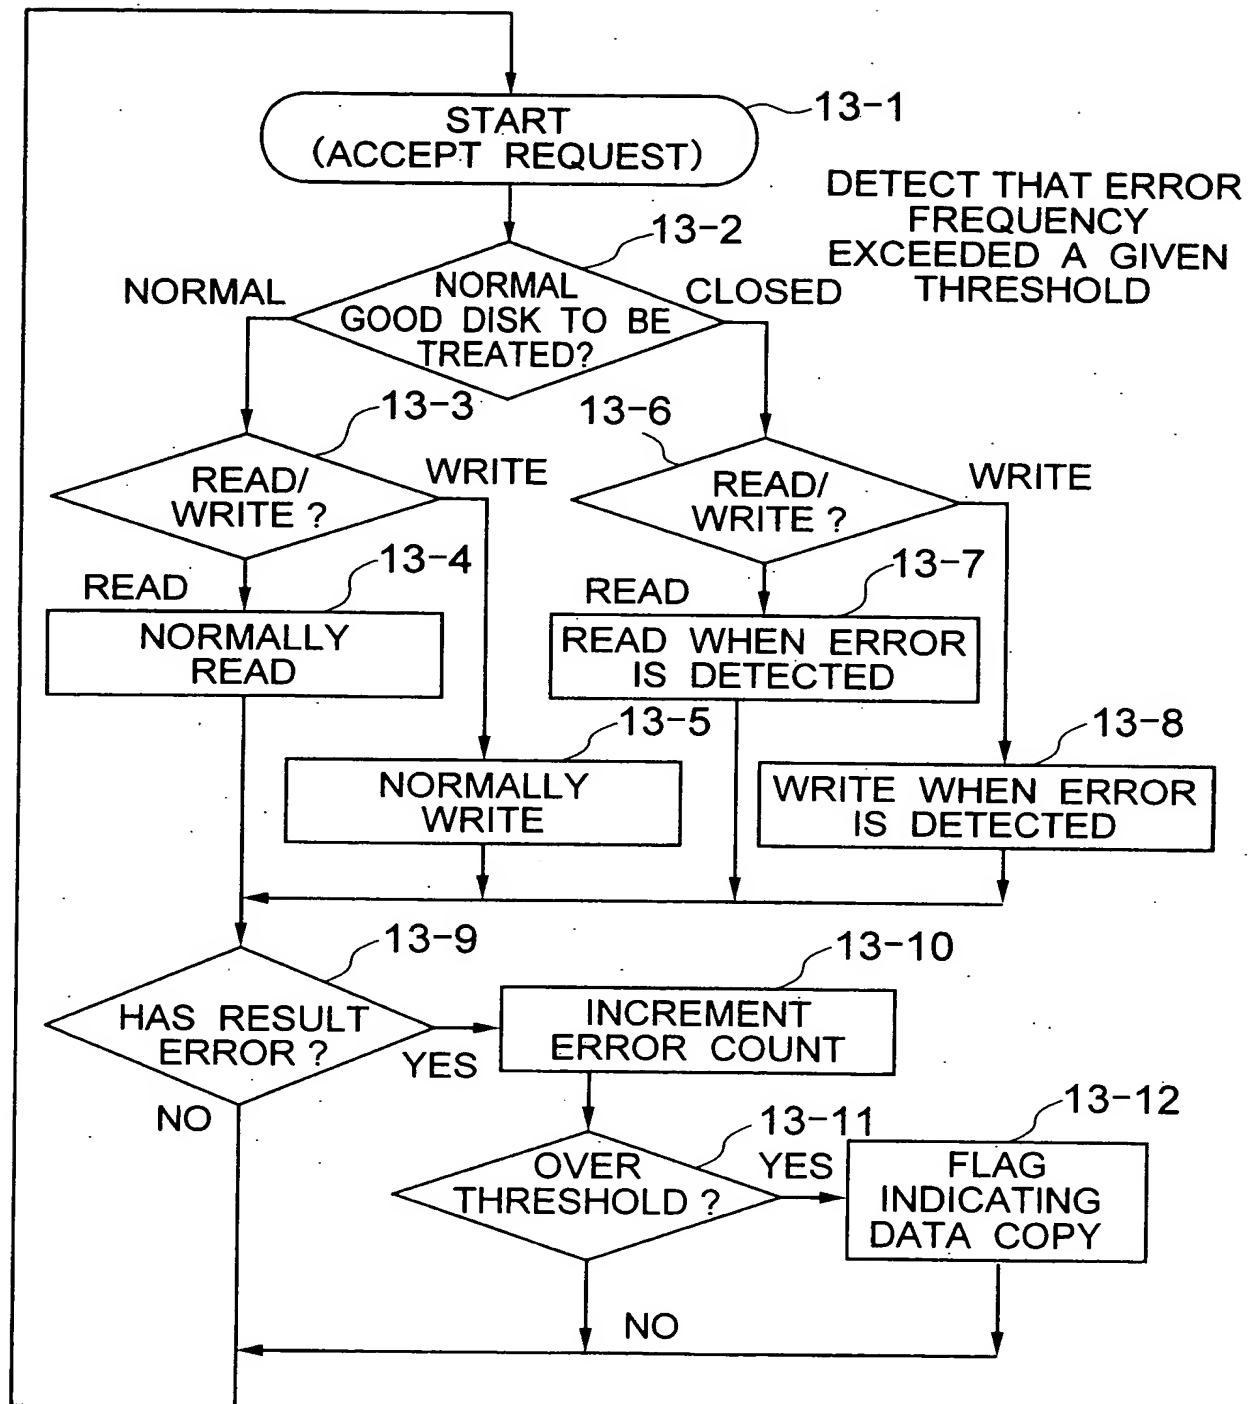 13-1
START
(ACCEPT REQUEST)
DETECT THAT ERROR
FREQUENCY
EXCEEDED A GIVEN
THRESHOLD
13-2
NORMAL
NORMAL
GOOD DISK TO BE
TREATED?
CLOSED
13-3
READ/
WRITE ?
WRITE
13-6
READ/
WRITE ?
WRITE
READ
13-4
NORMALLY
READ
READ
13-7
READ WHEN ERROR
IS DETECTED
13-5
NORMALLY
WRITE
13-8
WRITE WHEN ERROR
IS DETECTED
13-9
HAS RESULT
ERROR ?
YES
NO
13-10
INCREMENT
ERROR COUNT
13-11
OVER
THRESHOLD ?
YES
NO
13-12
FLAG
INDICATING
DATA COPY